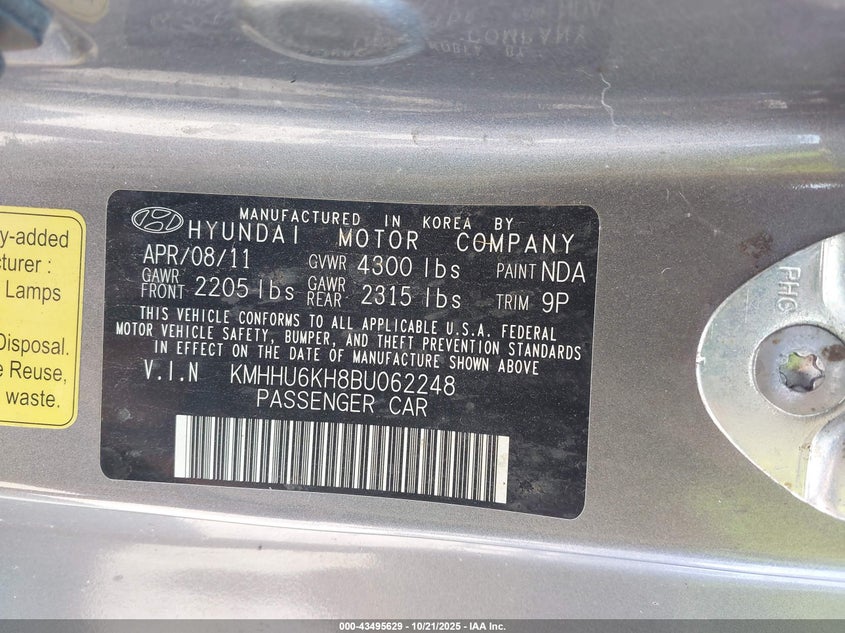 MANUFACTURED IN KOREA BY
HYUNDAI MOTOR COMPANY
APR/08/11 GVWR 4300 lbs PAINT NDA
GAWR FRONT 2205 lbs GAWR REAR 2315 lbs TRIM 9P
THIS VEHICLE CONFORMS TO ALL APPLICABLE U.S.A. FEDERAL
MOTOR VEHICLE SAFETY, BUMPER, AND THEFT PREVENTION STANDARDS
IN EFFECT ON THE DATE OF MANUFACTURE SHOWN ABOVE
V.I.N KMHHU6KH8BU062248
PASSENGER CAR
y-added
cturer :
Lamps
Disposal.
e Reuse,
waste.
PHG
000-43495629 - 10/21/2025 - IAA Inc.